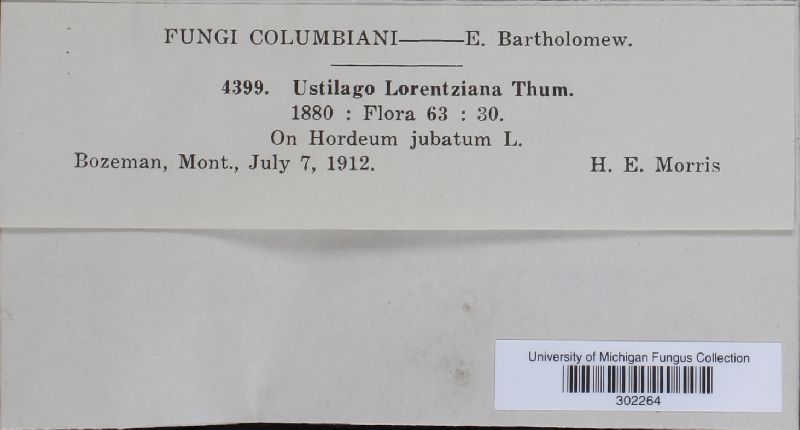 FUNGI COLUMBIANI———E. Bartholomew.
4399. Ustilago Lorentziana Thum.
1880 : Flora 63 : 30.
On Hordeum jubatum L.
Bozeman, Mont., July 7, 1912. H. E. Morris
University of Michigan Fungus Collection
302264